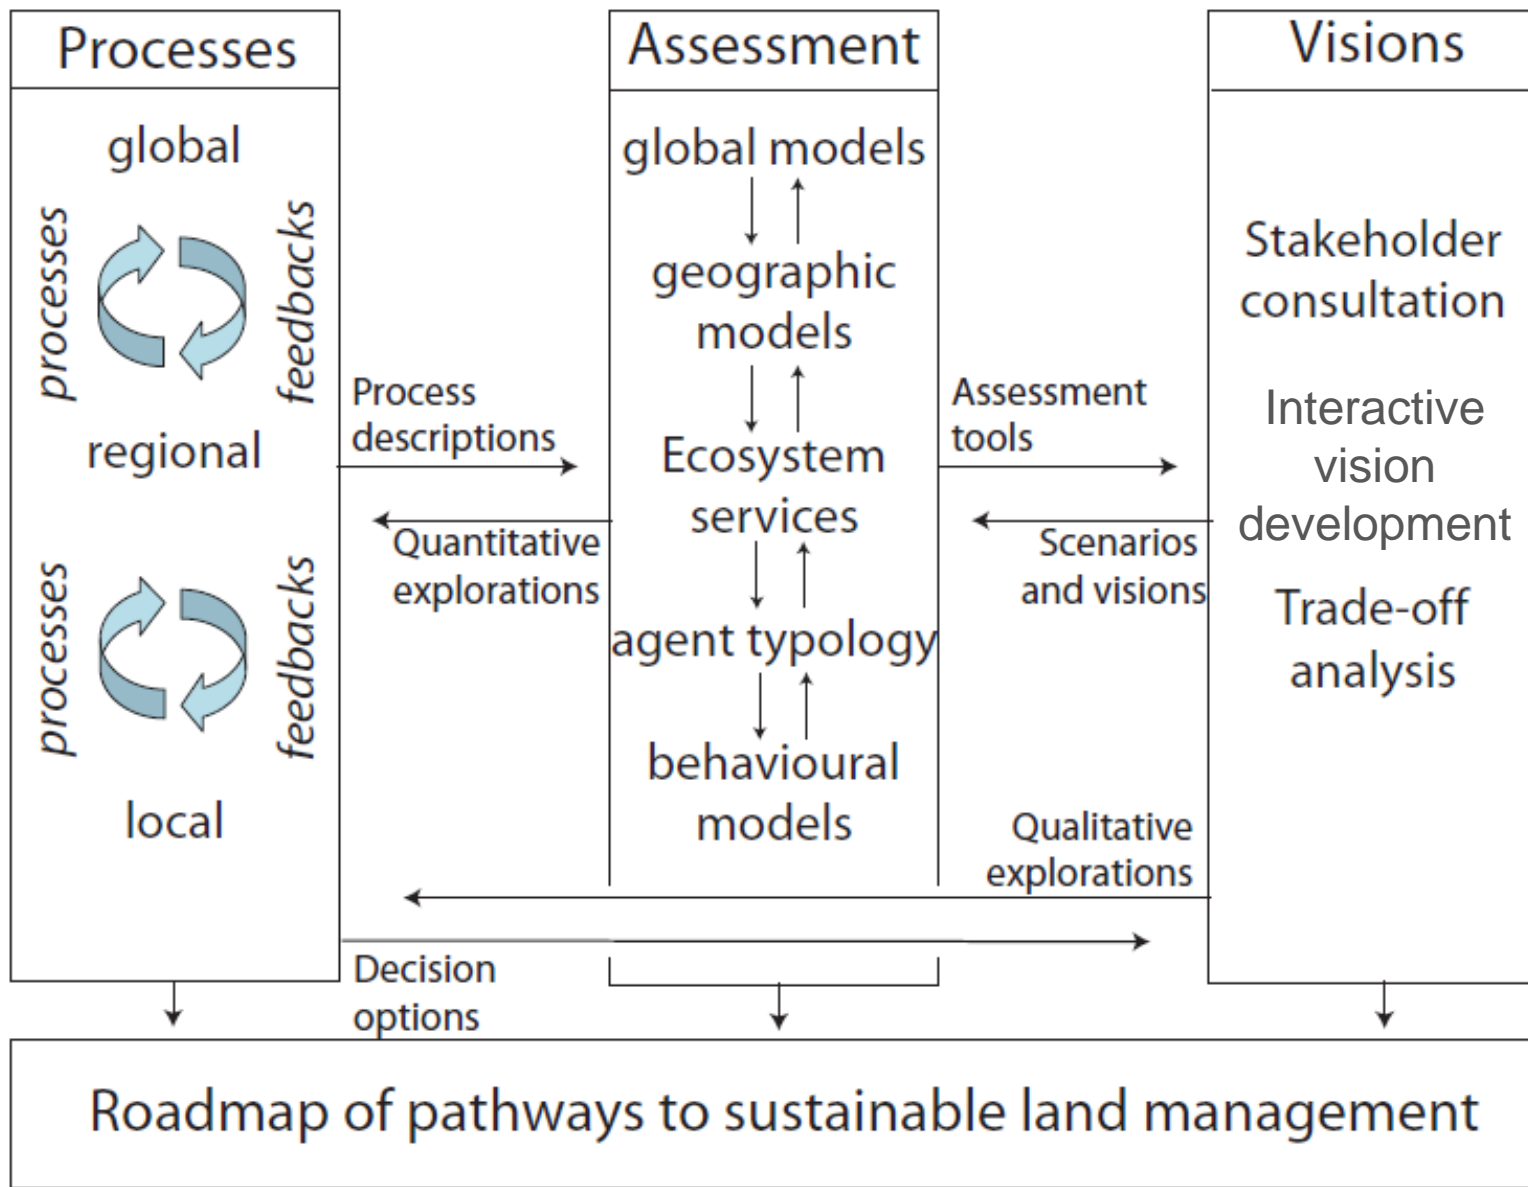 Processes
global
processes
feedbacks
regional
processes
feedbacks
local
Process
descriptions
Quantitative
explorations
Assessment
global models
geographic
models
Ecosystem
services
agent typology
behavioural
models
Assessment
tools
Scenarios
and visions
Qualitative
explorations
Decision
options
Visions
Stakeholder
consultation
Interactive
vision
development
Trade-off
analysis
Roadmap of pathways to sustainable land management